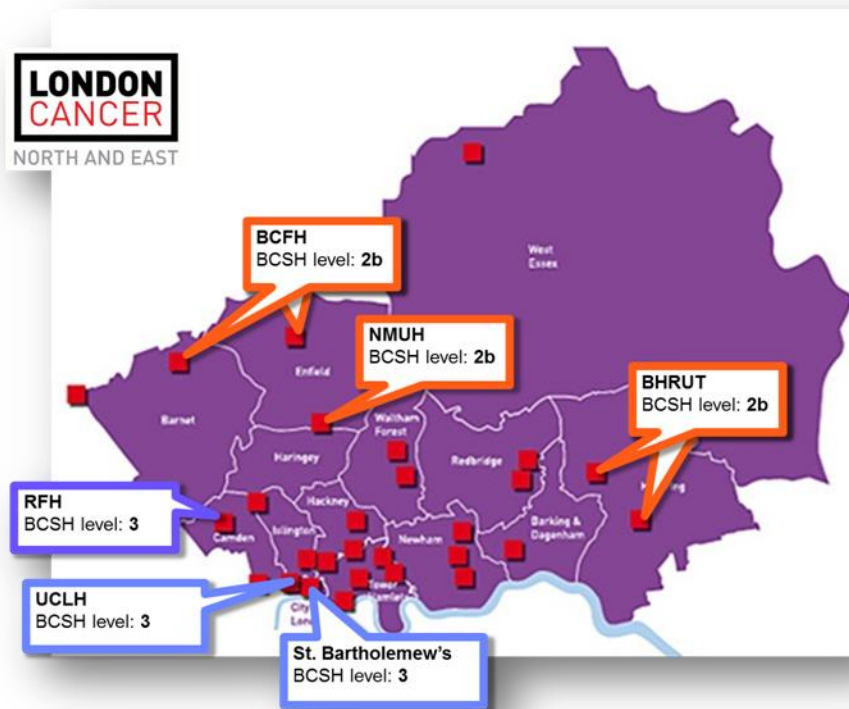 LONDON
CANCER
NORTH AND EAST
West
Essex
BCFH
BCSH level: 2b
Enfield
NMUH
BCSH level: 2b
BHRUT
BCSH level: 2b
Barnet
Waltham
Forest
Haringey
Redbridge
RFH
BCSH level: 3
Hackney
Islington
Camden
Newham
Barking &
Dagenham
Tower
UCLH
BCSH level: 3
City
St. Bartholemew's
BCSH level: 3